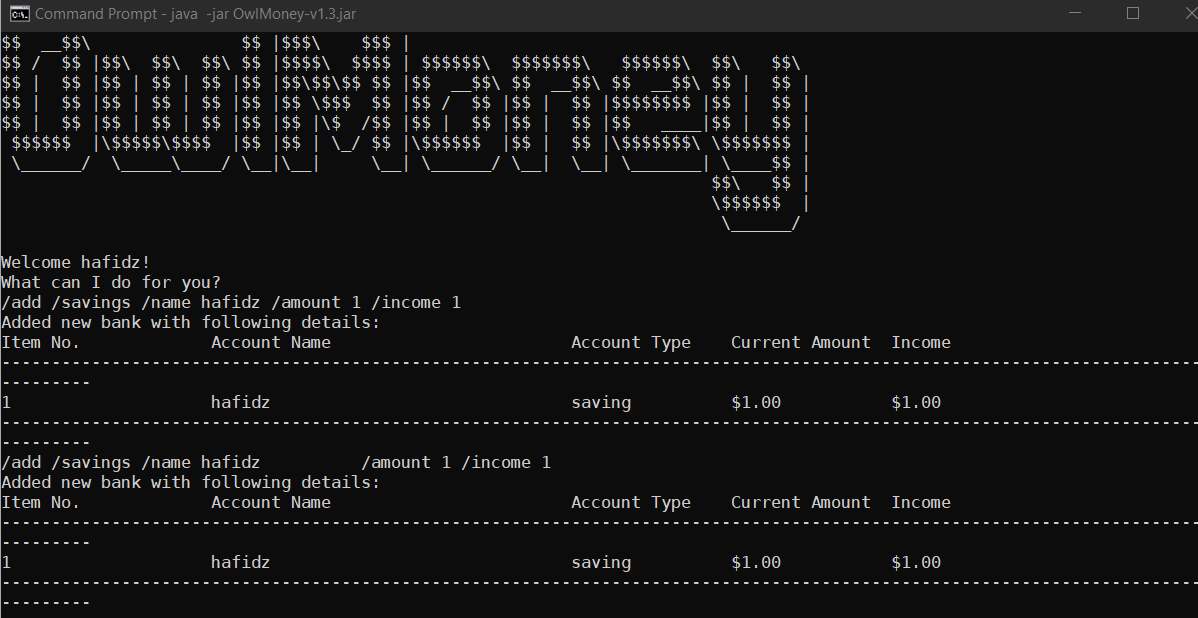 Command Prompt - java  -jar OwlMoney-v1.3.jar
$$  __$$\               $$ |$$$\    $$$ |
$$ /  $$ |$$\  $$\  $$\ $$ |$$$$\  $$$$ | $$$$$$\  $$$$$$$\   $$$$$$\  $$\   $$\
$$ |  $$ |$$ | $$ | $$ |$$ |$$\$$\$$ $$ |$$  __$$\ $$  __$$\ $$  __$$\ $$ |  $$ |
$$ |  $$ |$$ | $$ | $$ |$$ |$$ \$$$  $$ |$$ /  $$ |$$ |  $$ |$$$$$$$$ |$$ |  $$ |
$$ |  $$ |$$ | $$ | $$ |$$ |$$ |\$  /$$ |$$ |  $$ |$$ |  $$ |$$   ____|$$ |  $$ |
 $$$$$$  |\$$$$$\$$$$  |$$ |$$ | \_/ $$ |\$$$$$$  |$$ |  $$ |\$$$$$$$\ \$$$$$$$ |
 \______/  \_____\____/ \__|\__|     \__| \______/ \__|  \__| \_______| \____$$ |
                                                                       $$\   $$ |
                                                                       \$$$$$$  |
                                                                        \______/
Welcome hafidz!
What can I do for you?
/add /savings /name hafidz /amount 1 /income 1
Added new bank with following details:
Item No.             Account Name                        Account Type    Current Amount  Income
------------------------------------------------------------------------------------------------------------------------
---------
1                    hafidz                              saving          $1.00           $1.00
------------------------------------------------------------------------------------------------------------------------
---------
/add /savings /name hafidz          /amount 1 /income 1
Added new bank with following details:
Item No.             Account Name                        Account Type    Current Amount  Income
------------------------------------------------------------------------------------------------------------------------
---------
1                    hafidz                              saving          $1.00           $1.00
------------------------------------------------------------------------------------------------------------------------
---------